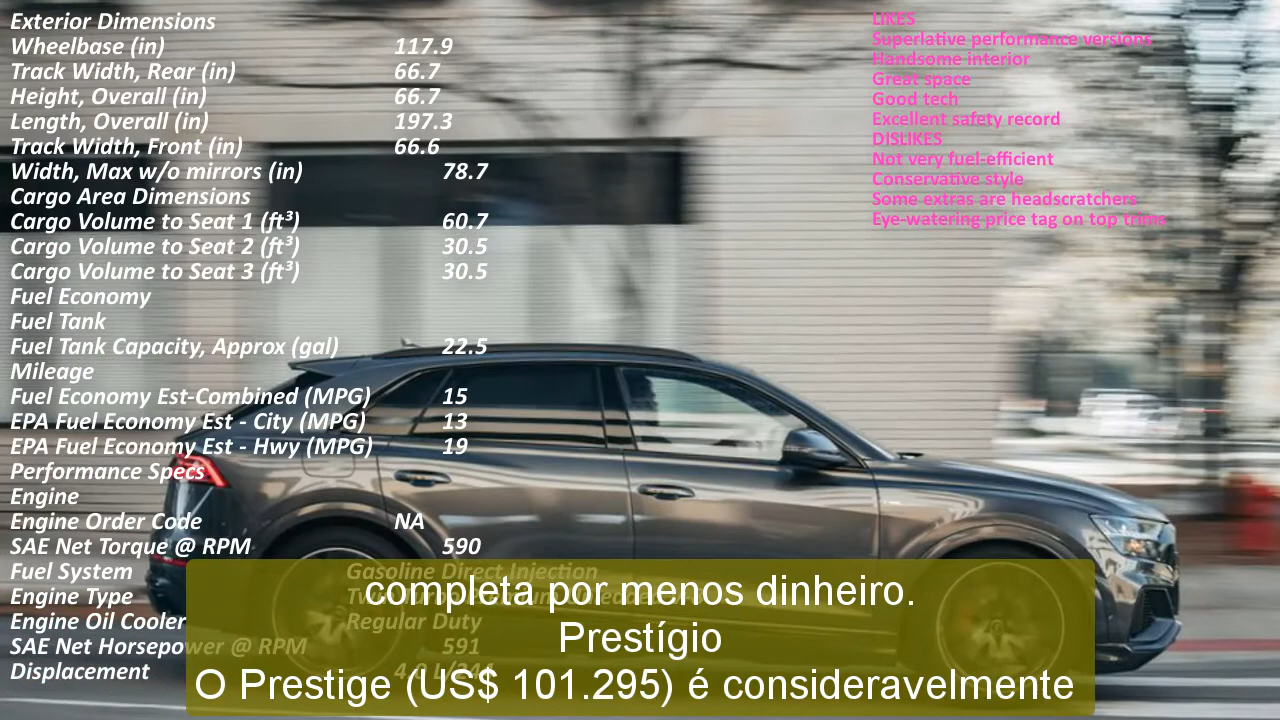 Exterior Dimensions
Wheelbase (in) 117.9
Track Width, Rear (in) 66.7
Height, Overall (in) 66.7
Length, Overall (in) 197.3
Track Width, Front (in) 66.6
Width, Max w/o mirrors (in) 78.7
Cargo Area Dimensions
Cargo Volume to Seat 1 (ft³) 60.7
Cargo Volume to Seat 2 (ft³) 30.5
Cargo Volume to Seat 3 (ft³) 30.5
Fuel Economy
Fuel Tank
Fuel Tank Capacity, Approx (gal) 22.5
Mileage
Fuel Economy Est-Combined (MPG) 15
EPA Fuel Economy Est - City (MPG) 13
EPA Fuel Economy Est - Hwy (MPG) 19
Performance Specs
Engine
Engine Order Code NA
SAE Net Torque @ RPM 590
Fuel System Gasoline Direct Injection
Engine Type
Engine Oil Cooler Regular Duty
SAE Net Horsepower @ RPM 591
Displacement 4.0 L
LIKES
Superlative performance versions
Handsome interior
Great space
Good tech
Excellent safety record
DISLIKES
Not very fuel-efficient
Conservative style
Some extras are headscratchers
Eye-watering price tag on top trims
completa por menos dinheiro.
Prestígio
O Prestige (US$ 101.295) é consideravelmente